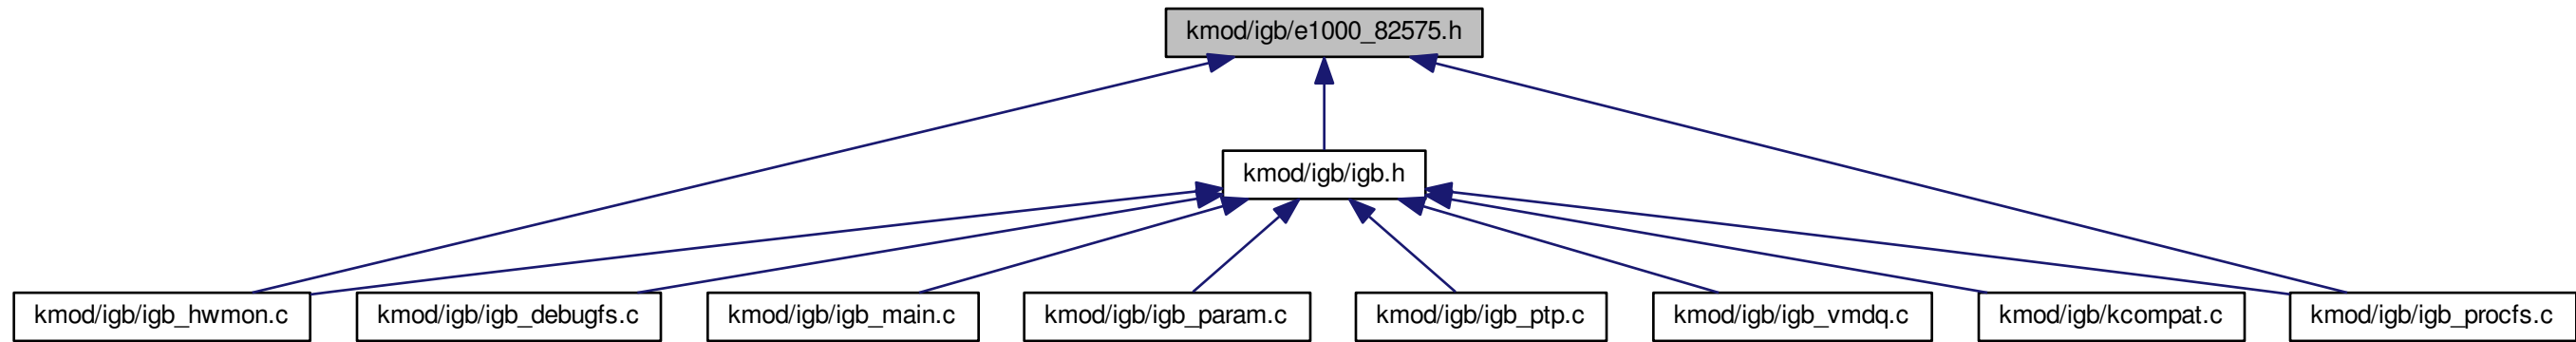 kmod/igb/e1000_82575.h
kmod/igb/igb.h
kmod/igb/igb_hwmon.c
kmod/igb/igb_debugfs.c
kmod/igb/igb_main.c
kmod/igb/igb_param.c
kmod/igb/igb_ptp.c
kmod/igb/igb_vmdq.c
kmod/igb/kcompat.c
kmod/igb/igb_procfs.c